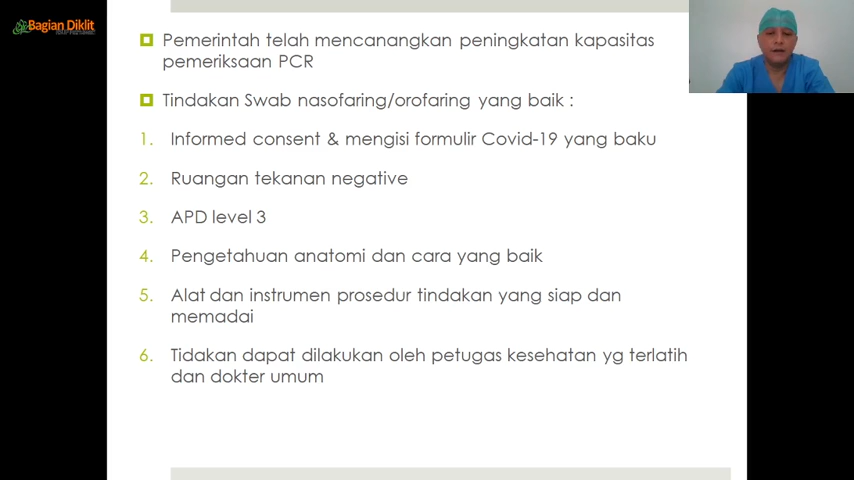 Bagian Diklit
Pemerintah telah mencanangkan peningkatan kapasitas
pemeriksaan PCR
Tindakan Swab nasofaring/orofaring yang baik :
1. Informed consent & mengisi formulir Covid-19 yang baku
2. Ruangan tekanan negative
3. APD level 3
4. Pengetahuan anatomi dan cara yang baik
5. Alat dan instrumen prosedur tindakan yang siap dan
memadai
6. Tidakan dapat dilakukan oleh petugas kesehatan yg terlatih
dan dokter umum